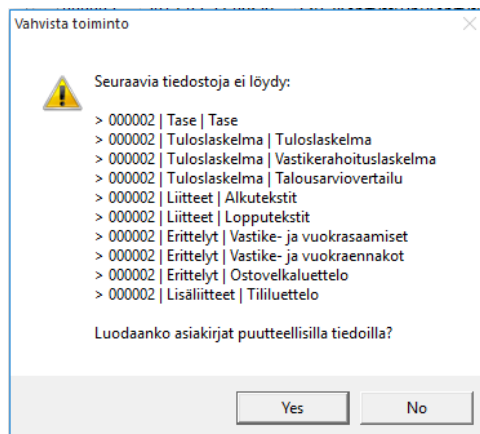 Vahvista toiminto
Seuraavia tiedostoja ei löydy:
> 000002 | Tase | Tase
> 000002 | Tuloslaskelma | Tuloslaskelma
> 000002 | Tuloslaskelma | Vastikerahoituslaskelma
> 000002 | Tuloslaskelma | Talousarviovertailu
> 000002 | Liitteet | Alkutekstit
> 000002 | Liitteet | Lopputekstit
> 000002 | Erittelyt | Vastike- ja vuokrasaamiset
> 000002 | Erittelyt | Vastike- ja vuokraennakot
> 000002 | Erittelyt | Ostovelkaluettelo
> 000002 | Lisäliitteet | Tililuettelo
Luodaanko asiakirjat puutteellisilla tiedoilla?
Yes
No